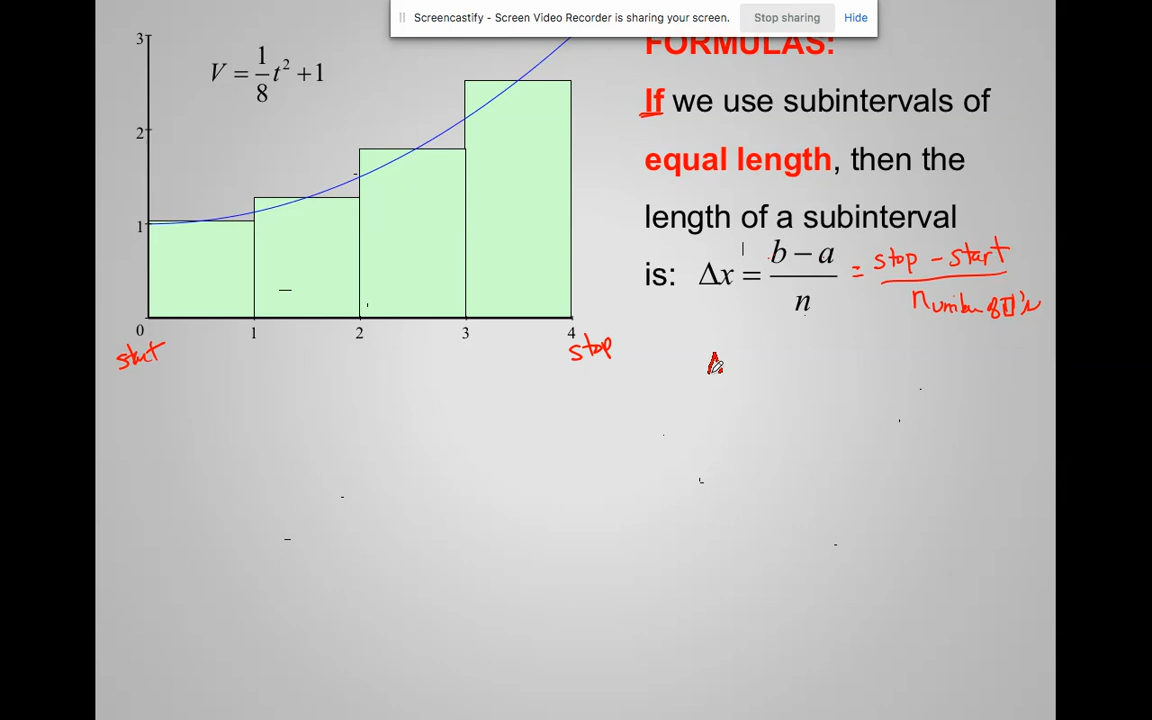 Screencastify - Screen Video Recorder is sharing your screen. Stop sharing Hide
V = 1/8 t² + 1
3
2
1
0 1 2 3 4
start stop
FORMULAS:
If we use subintervals of
equal length, then the
length of a subinterval
is: Δx = (b − a)/n = (stop − start)/(number of □'s)